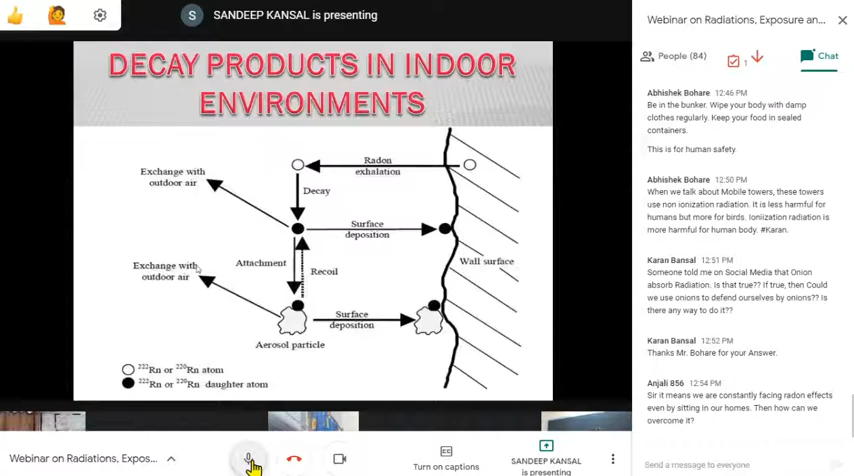 SANDEEP KANSAL is presenting
DECAY PRODUCTS IN INDOOR
ENVIRONMENTS
Exchange with
outdoor air
Radon
exhalation
Decay
Surface
deposition
Exchange with
outdoor air
Attachment
Recoil
Wall surface
Surface
deposition
Aerosol particle
222Rn or 220Rn atom
222Rn or 220Rn daughter atom
Webinar on Radiations, Expos...
Turn on captions
SANDEEP KANSAL
is presenting
Webinar on Radiations, Exposure an...
People (84)
1
Chat
Abhishek Bohare 12:46 PM
Be in the bunker. Wipe your body with damp
clothes regularly. Keep your food in sealed
containers.
This is for human safety.
Abhishek Bohare 12:50 PM
When we talk about Mobile towers, these towers
use non ionization radiation. It is less harmful for
humans but more for birds. Ioniization radiation is
more harmful for human body. #Karan.
Karan Bansal 12:51 PM
Someone told me on Social Media that Onion
absorb Radiation. Is that true?? If true, then Could
we use onions to defend ourselves by onions?? Is
there any way to do it??
Karan Bansal 12:52 PM
Thanks Mr. Bohare for your Answer.
Anjali 856 12:54 PM
Sir it means we are constantly facing radon effects
even by sitting in our homes. Then how can we
overcome it?
Send a message to everyone